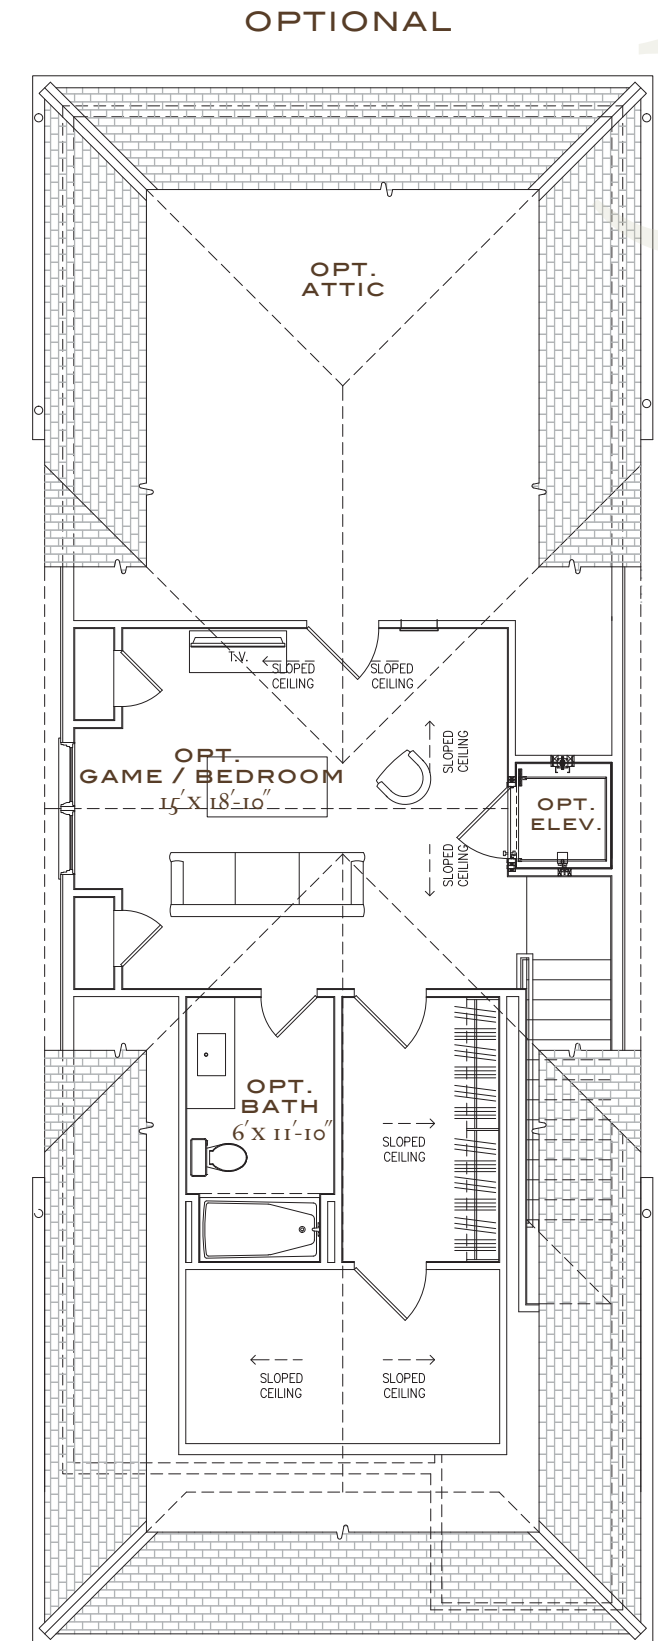 OPTIONAL
OPT.
ATTIC
T.V.
SLOPED
CEILING
SLOPED
CEILING
SLOPED
CEILING
OPT.
GAME / BEDROOM
15'X 18'-10"
OPT.
ELEV.
SLOPED
CEILING
OPT.
BATH
6'X 11'-10"
SLOPED
CEILING
SLOPED
CEILING
SLOPED
CEILING